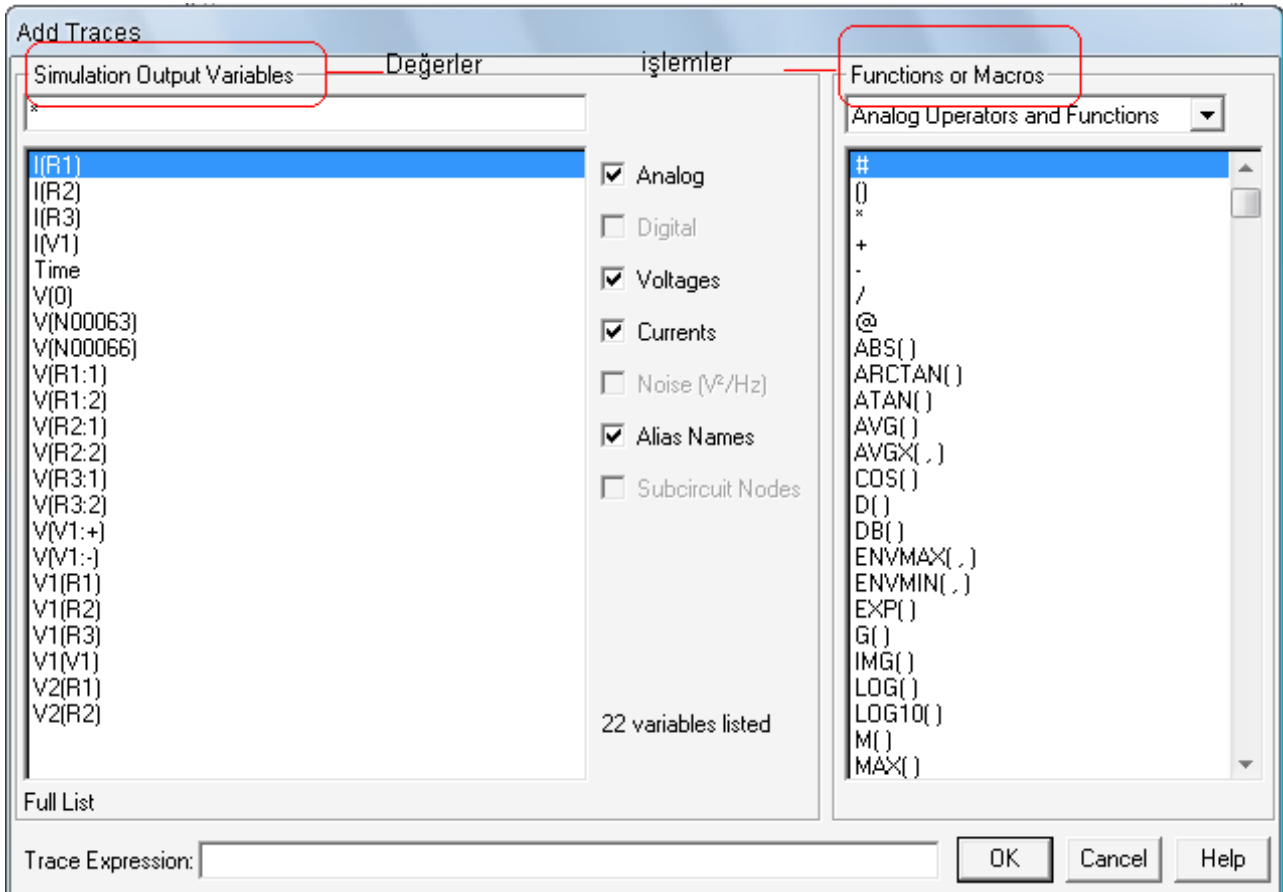 Add Traces
Simulation Output Variables
Değerler
işlemler
Functions or Macros
*
Analog Operators and Functions
I(R1)
I(R2)
I(R3)
I(V1)
Time
V(0)
V(N00063)
V(N00066)
V(R1:1)
V(R1:2)
V(R2:1)
V(R2:2)
V(R3:1)
V(R3:2)
V(V1:+)
V(V1:-)
V1(R1)
V1(R2)
V1(R3)
V1(V1)
V2(R1)
V2(R2)
Full List
Analog
Digital
Voltages
Currents
Noise (V²/Hz)
Alias Names
Subcircuit Nodes
22 variables listed
#
()
*
+
-
/
@
ABS( )
ARCTAN( )
ATAN( )
AVG( )
AVGX( , )
COS( )
D( )
DB( )
ENVMAX( , )
ENVMIN( , )
EXP( )
G( )
IMG( )
LOG( )
LOG10( )
M( )
MAX( )
Trace Expression:
OK
Cancel
Help